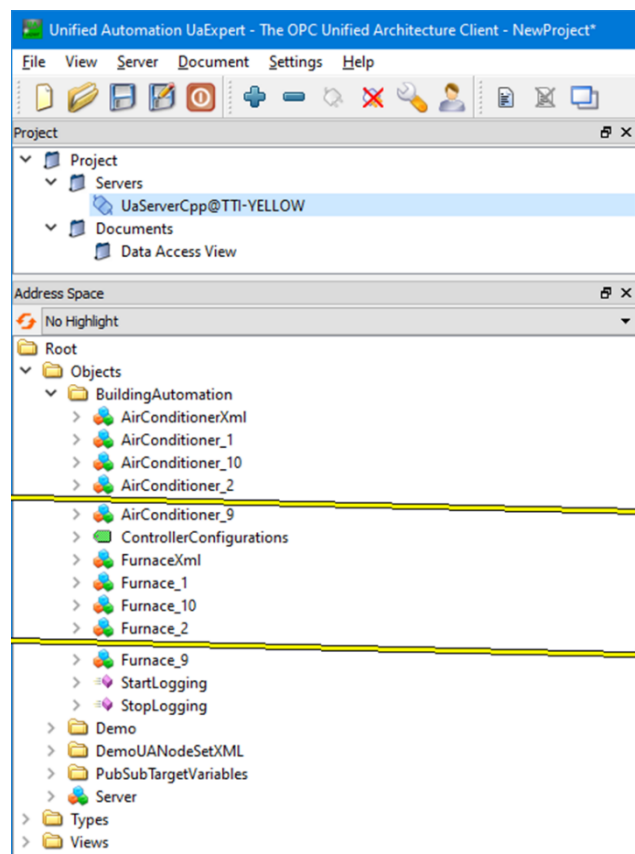 Unified Automation UaExpert - The OPC Unified Architecture Client - NewProject*
File View Server Document Settings Help
Project
Project
Servers
UaServerCpp@TTI-YELLOW
Documents
Data Access View
Address Space
No Highlight
Root
Objects
BuildingAutomation
AirConditionerXml
AirConditioner_1
AirConditioner_10
AirConditioner_2
AirConditioner_9
ControllerConfigurations
FurnaceXml
Furnace_1
Furnace_10
Furnace_2
Furnace_9
StartLogging
StopLogging
Demo
DemoUANodeSetXML
PubSubTargetVariables
Server
Types
Views